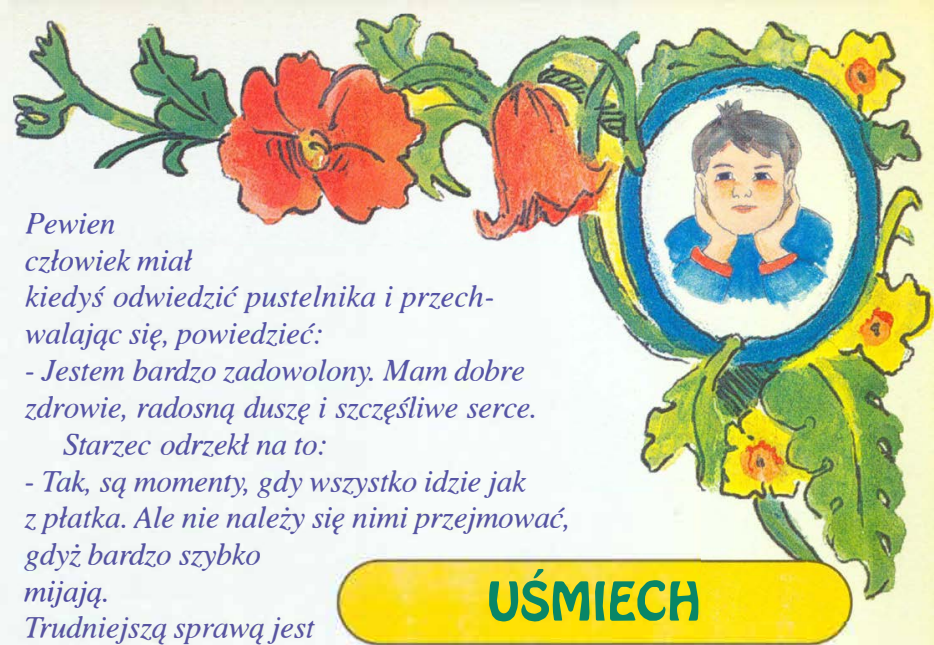 Pewien
człowiek miał
kiedyś odwiedzić pustelnika i przech-
walając się, powiedzieć:
- Jestem bardzo zadowolony. Mam dobre
zdrowie, radosną duszę i szczęśliwe serce.
Starzec odrzekł na to:
- Tak, są momenty, gdy wszystko idzie jak
z płatka. Ale nie należy się nimi przejmować,
gdyż bardzo szybko
mijają.
Trudniejszą sprawą jest
UŚMIECH